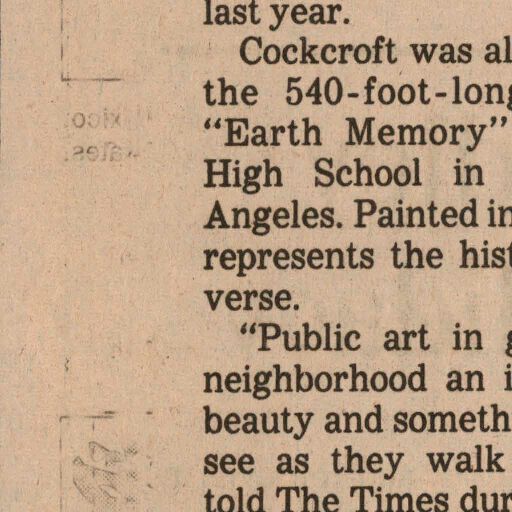 last year.
Cockcroft was al
the 540-foot-long
"Earth Memory"
High School in
Angeles. Painted in
represents the hist
verse.
"Public art in g
neighborhood an i
beauty and someth
see as they walk
told The Times dur